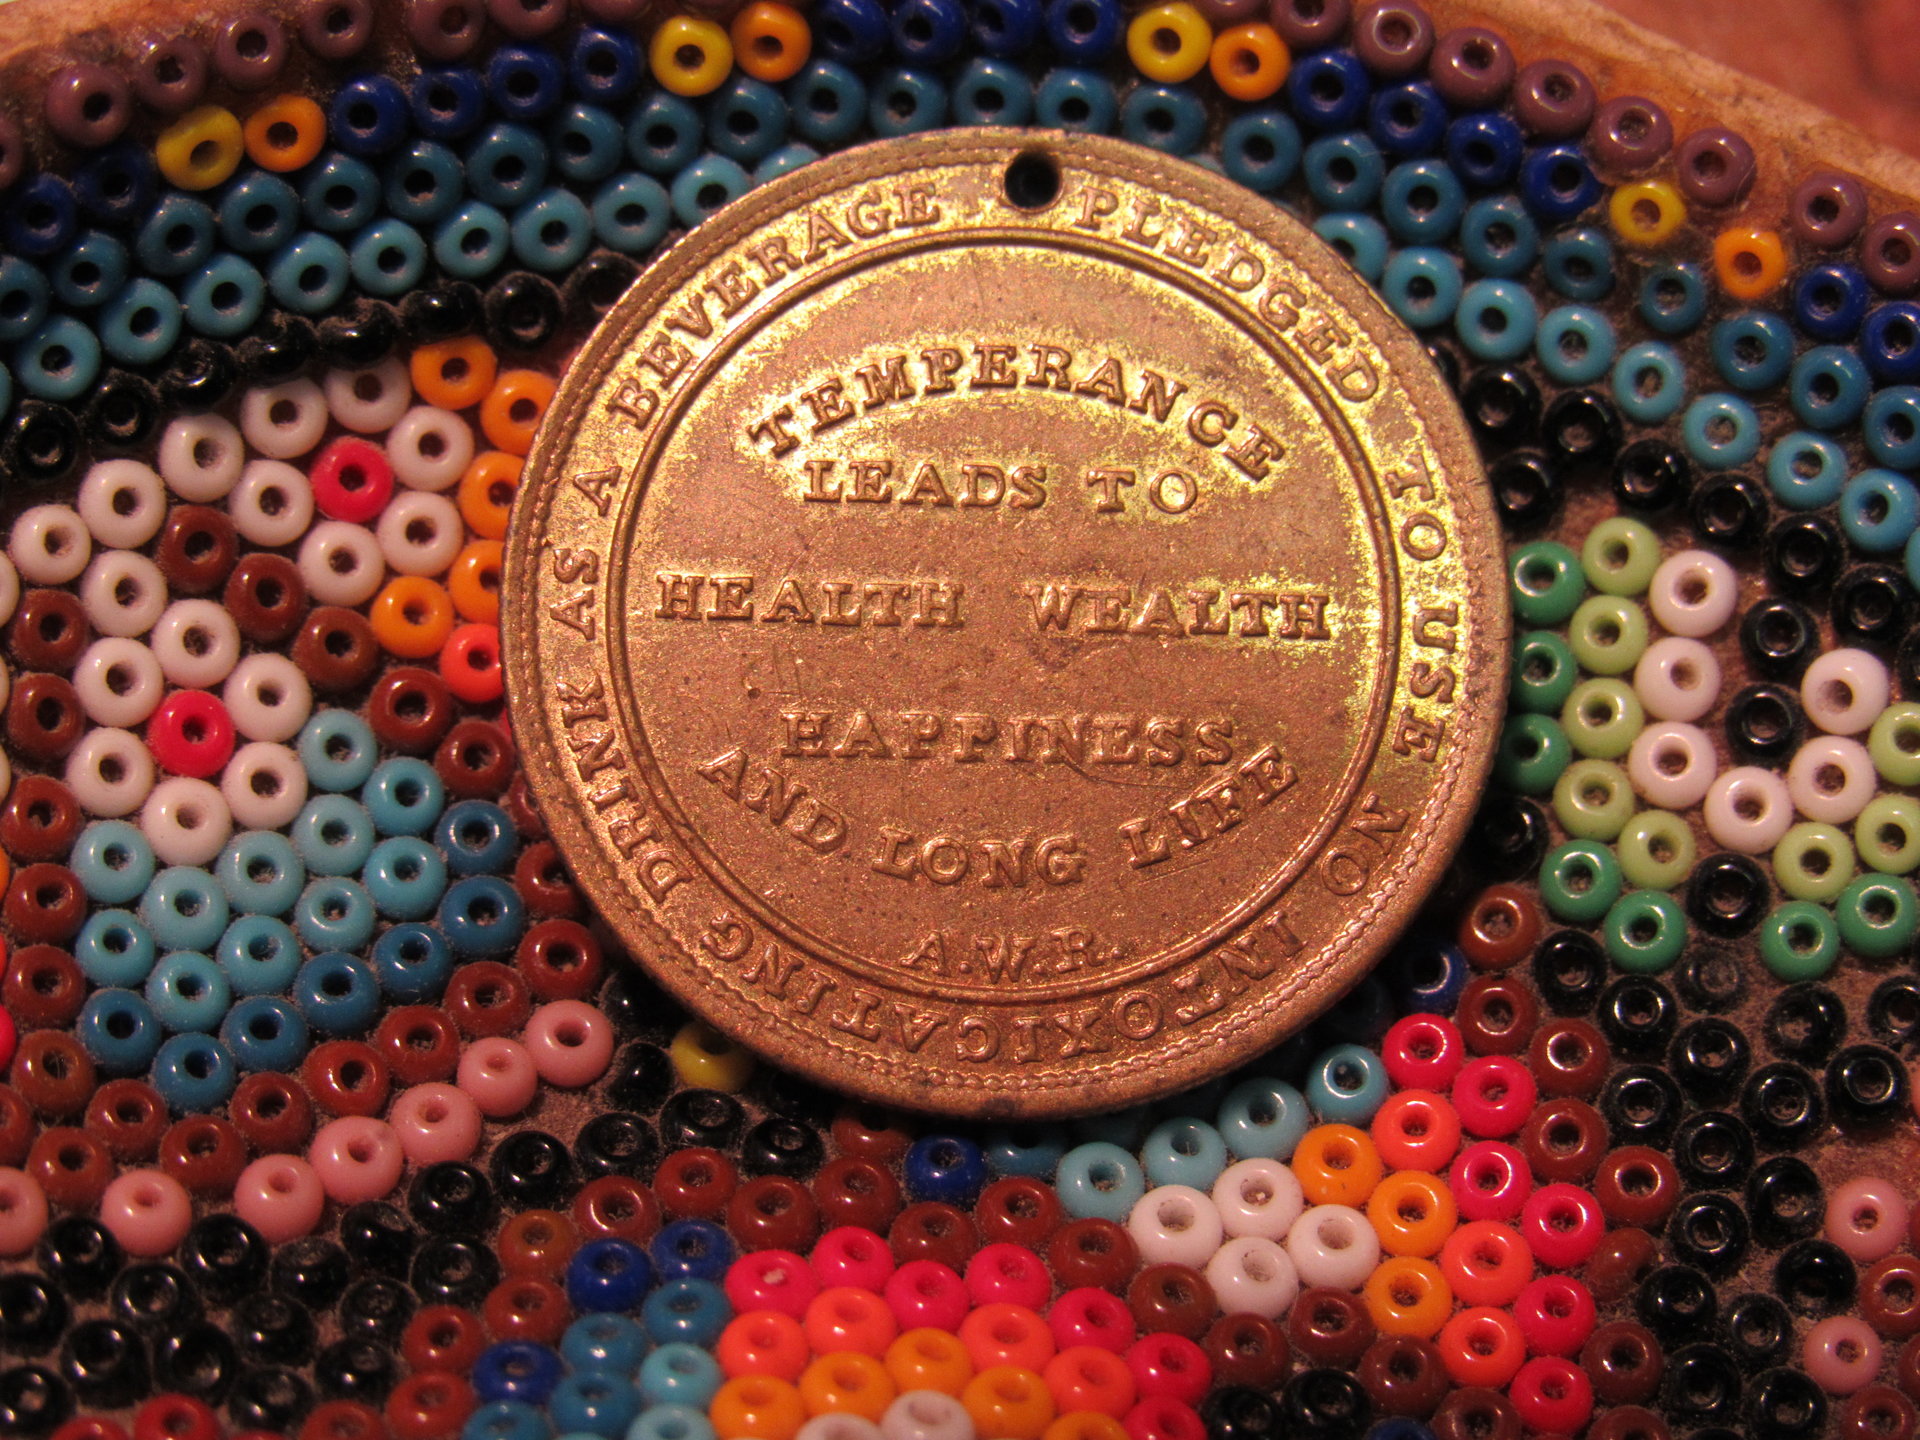 PLEDGED TO USE NO INTOXICATING DRINK AS A BEVERAGE
TEMPERANCE
LEADS TO
HEALTH WEALTH
HAPPINESS
AND LONG LIFE
A.W.R.